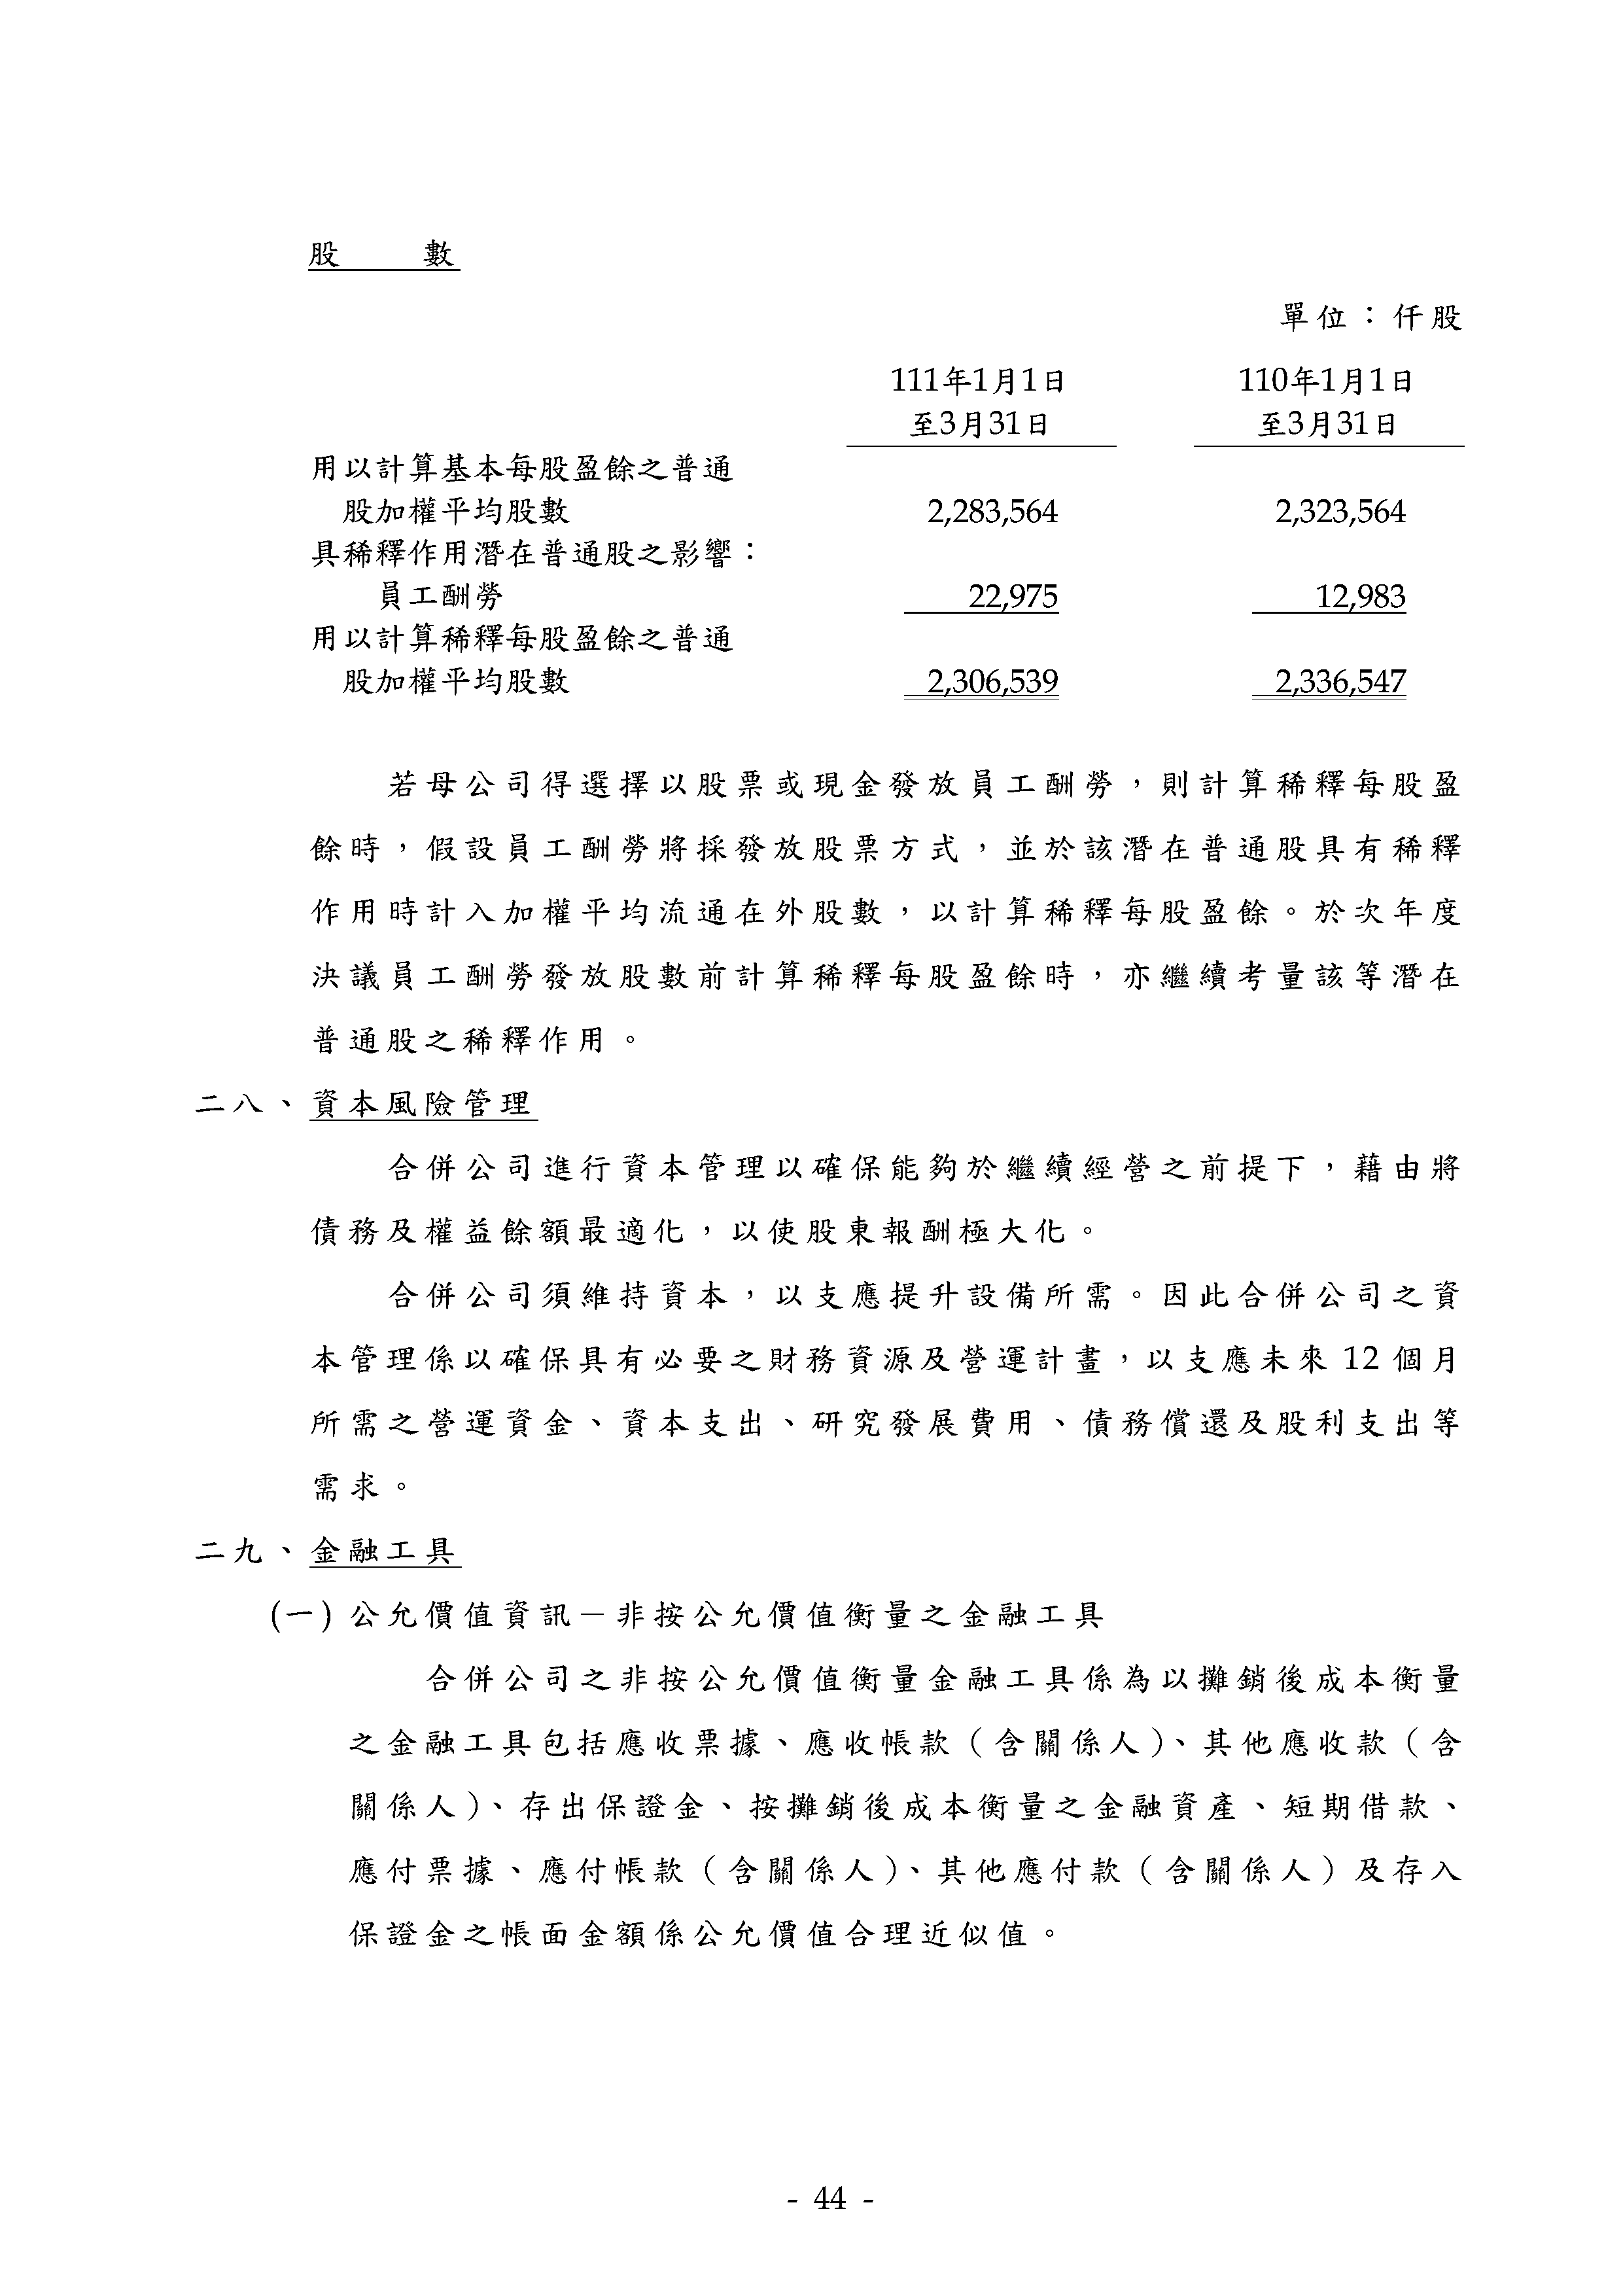 股　　數
單位：仟股
111年1月1日　110年1月1日
至3月31日　至3月31日
用以計算基本每股盈餘之普通
股加權平均股數　2,283,564　2,323,564
具稀釋作用潛在普通股之影響：
員工酬勞　22,975　12,983
用以計算稀釋每股盈餘之普通
股加權平均股數　2,306,539　2,336,547
若母公司得選擇以股票或現金發放員工酬勞，則計算稀釋每股盈
餘時，假設員工酬勞將採發放股票方式，並於該潛在普通股具有稀釋
作用時計入加權平均流通在外股數，以計算稀釋每股盈餘。於次年度
決議員工酬勞發放股數前計算稀釋每股盈餘時，亦繼續考量該等潛在
普通股之稀釋作用。
二八、資本風險管理
合併公司進行資本管理以確保能夠於繼續經營之前提下，藉由將
債務及權益餘額最適化，以使股東報酬極大化。
合併公司須維持資本，以支應提升設備所需。因此合併公司之資
本管理係以確保具有必要之財務資源及營運計畫，以支應未來 12 個月
所需之營運資金、資本支出、研究發展費用、債務償還及股利支出等
需求。
二九、金融工具
(一) 公允價值資訊－非按公允價值衡量之金融工具
合併公司之非按公允價值衡量金融工具係為以攤銷後成本衡量
之金融工具包括應收票據、應收帳款（含關係人）、其他應收款（含
關係人）、存出保證金、按攤銷後成本衡量之金融資產、短期借款、
應付票據、應付帳款（含關係人）、其他應付款（含關係人）及存入
保證金之帳面金額係公允價值合理近似值。
- 44 -